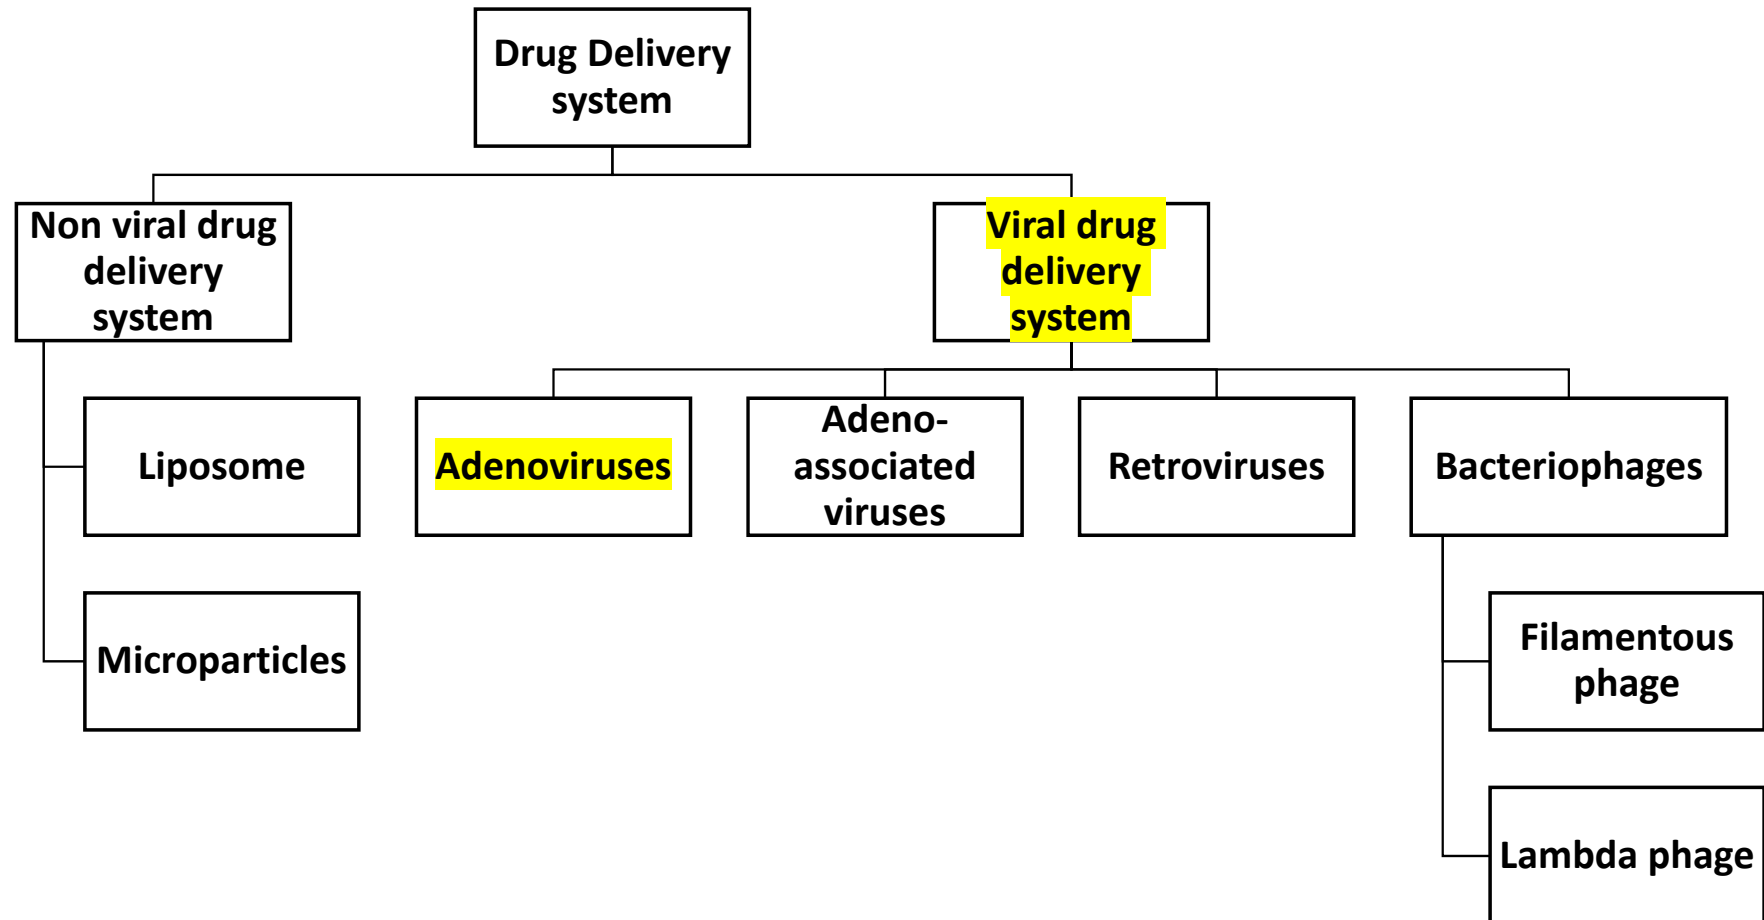 Drug Delivery
system
Non viral drug
delivery
system
Viral drug
delivery
system
Liposome
Microparticles
Adenoviruses
Adeno-
associated
viruses
Retroviruses
Bacteriophages
Filamentous
phage
Lambda phage